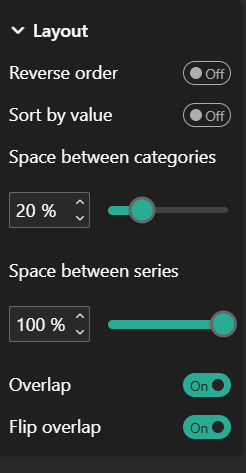 Layout
Reverse order Off
Sort by value Off
Space between categories
20 %
Space between series
100 %
Overlap On
Flip overlap On